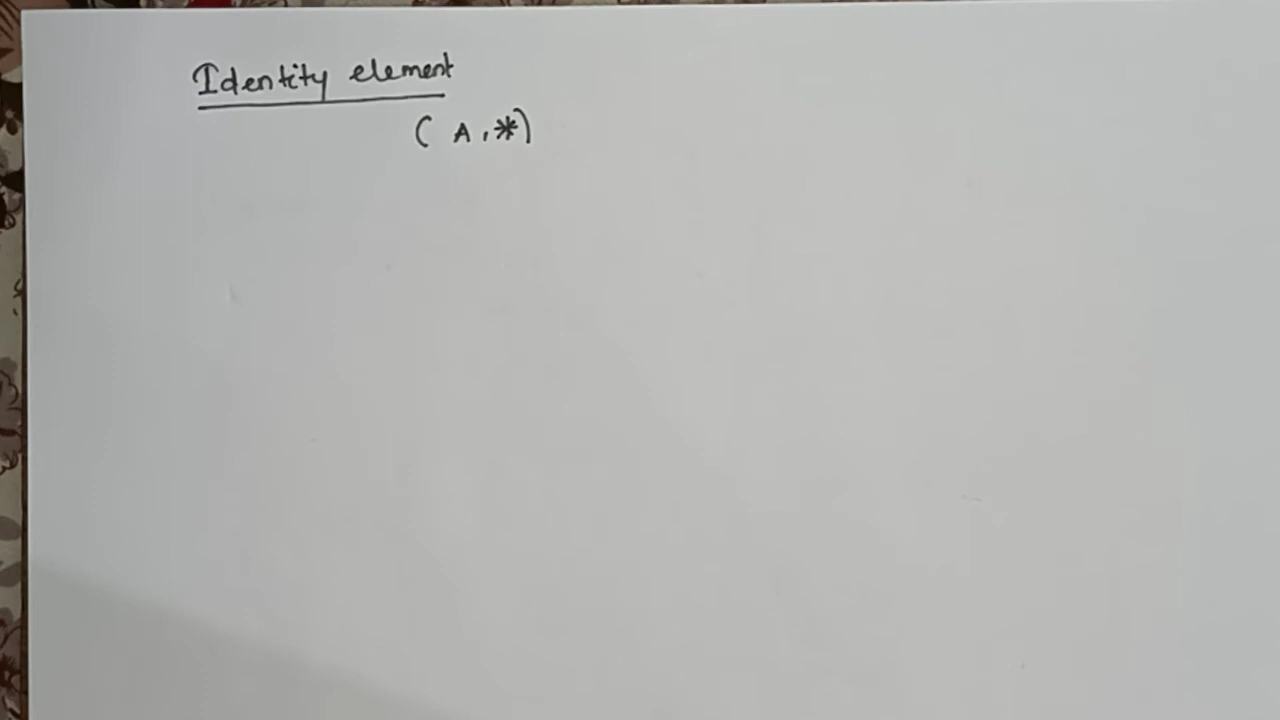 Identity element
( A , *)